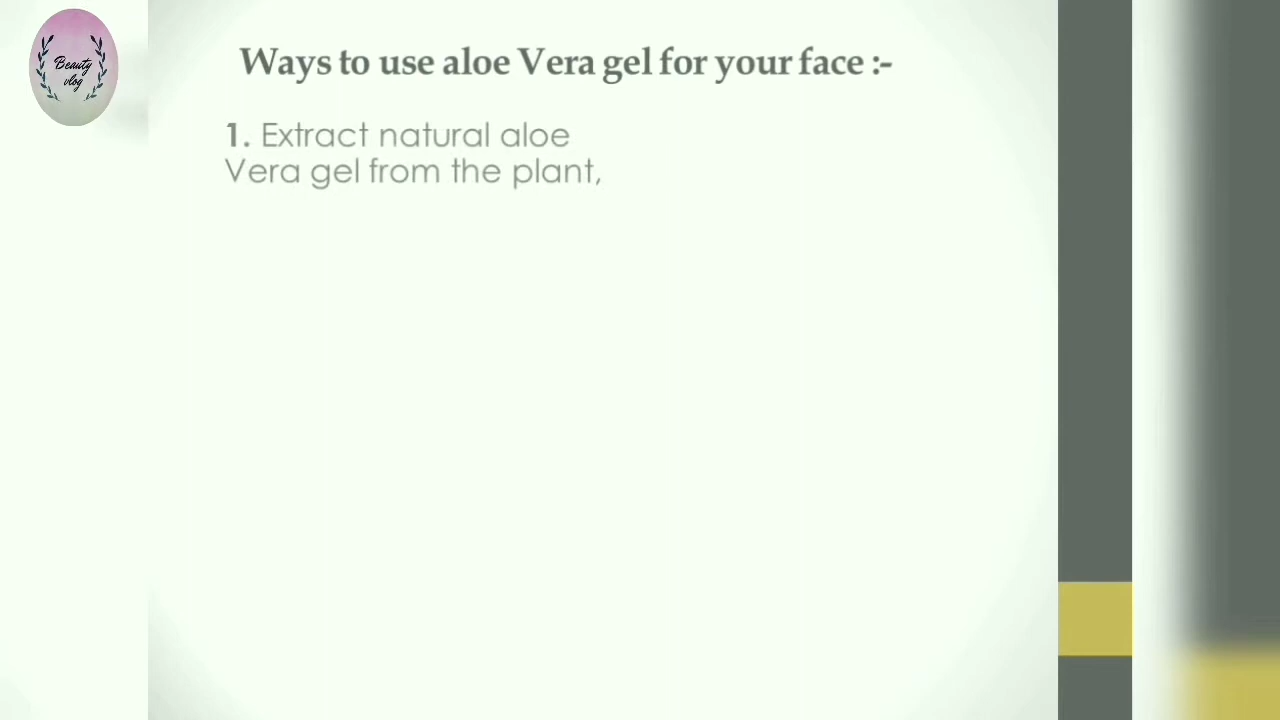 Beauty
vlog
Ways to use aloe Vera gel for your face :-
1. Extract natural aloe
Vera gel from the plant,